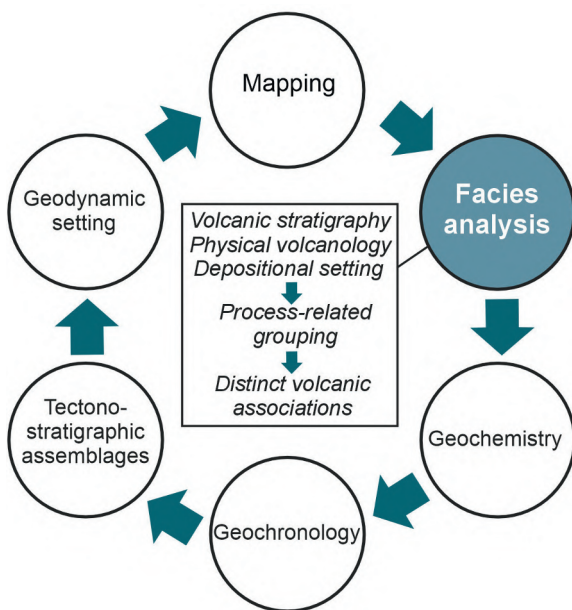 Mapping
Facies
analysis
Geochemistry
Geochronology
Tectono-
stratigraphic
assemblages
Geodynamic
setting
Volcanic stratigraphy
Physical volcanology
Depositional setting
Process-related
grouping
Distinct volcanic
associations